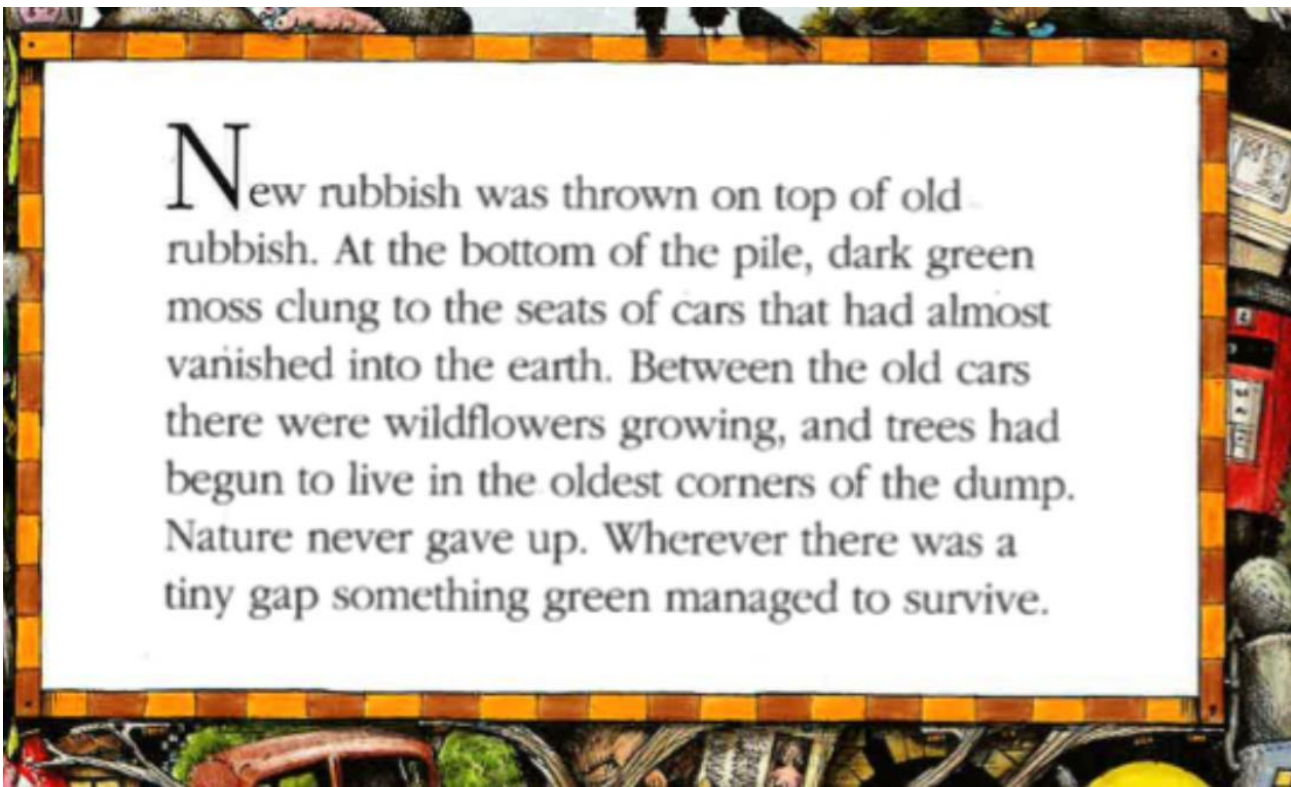 New rubbish was thrown on top of old
rubbish. At the bottom of the pile, dark green
moss clung to the seats of cars that had almost
vanished into the earth. Between the old cars
there were wildflowers growing, and trees had
begun to live in the oldest corners of the dump.
Nature never gave up. Wherever there was a
tiny gap something green managed to survive.